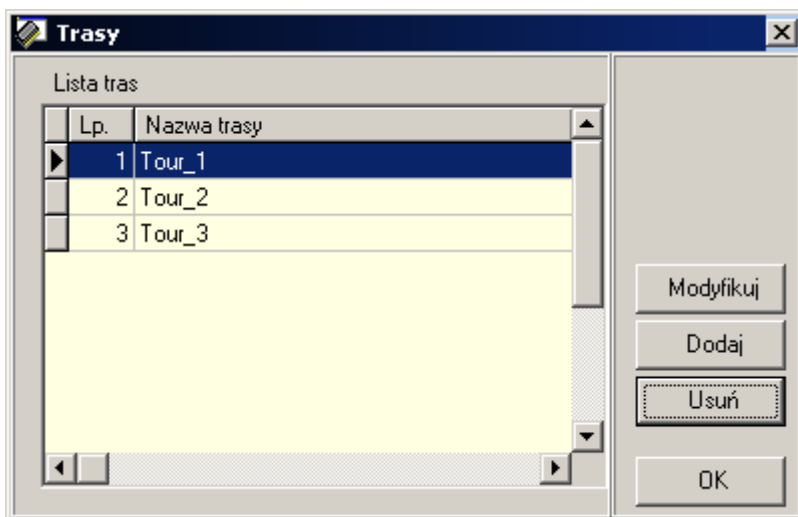 Trasy
Lista tras
Lp. Nazwa trasy
1 Tour_1
2 Tour_2
3 Tour_3
Modyfikuj
Dodaj
Usuń
OK